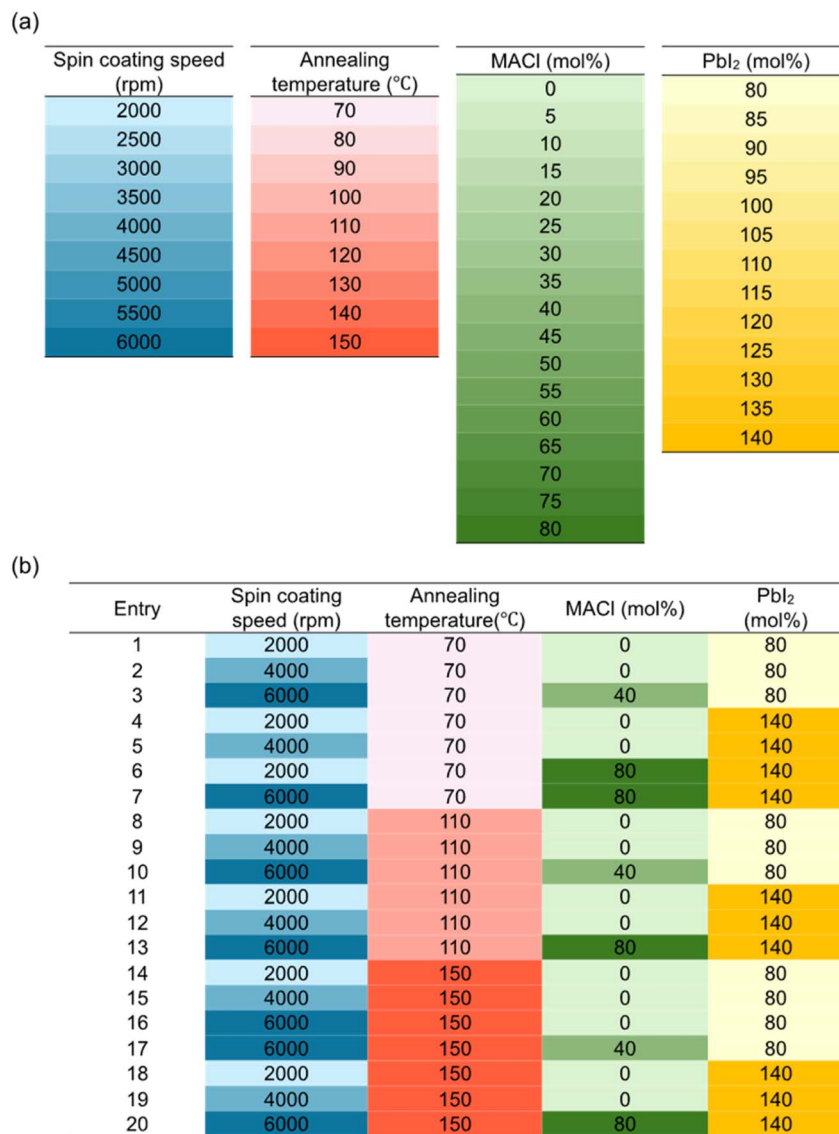 (a)
Spin coating speed (rpm) Annealing temperature (℃) MACl (mol%) PbI₂ (mol%)
2000 70 0 80
2500 80 5 85
3000 90 10 90
3500 100 15 95
4000 110 20 100
4500 120 25 105
5000 130 30 110
5500 140 35 115
6000 150 40 120
45 125
50 130
55 135
60 140
65
70
75
80
(b)
Entry Spin coating speed (rpm) Annealing temperature(℃) MACl (mol%) PbI₂ (mol%)
1 2000 70 0 80
2 4000 70 0 80
3 6000 70 40 80
4 2000 70 0 140
5 4000 70 0 140
6 2000 70 80 140
7 6000 70 80 140
8 2000 110 0 80
9 4000 110 0 80
10 6000 110 40 80
11 2000 110 0 140
12 4000 110 0 140
13 6000 110 80 140
14 2000 150 0 80
15 4000 150 0 80
16 6000 150 0 80
17 6000 150 40 80
18 2000 150 0 140
19 4000 150 0 140
20 6000 150 80 140